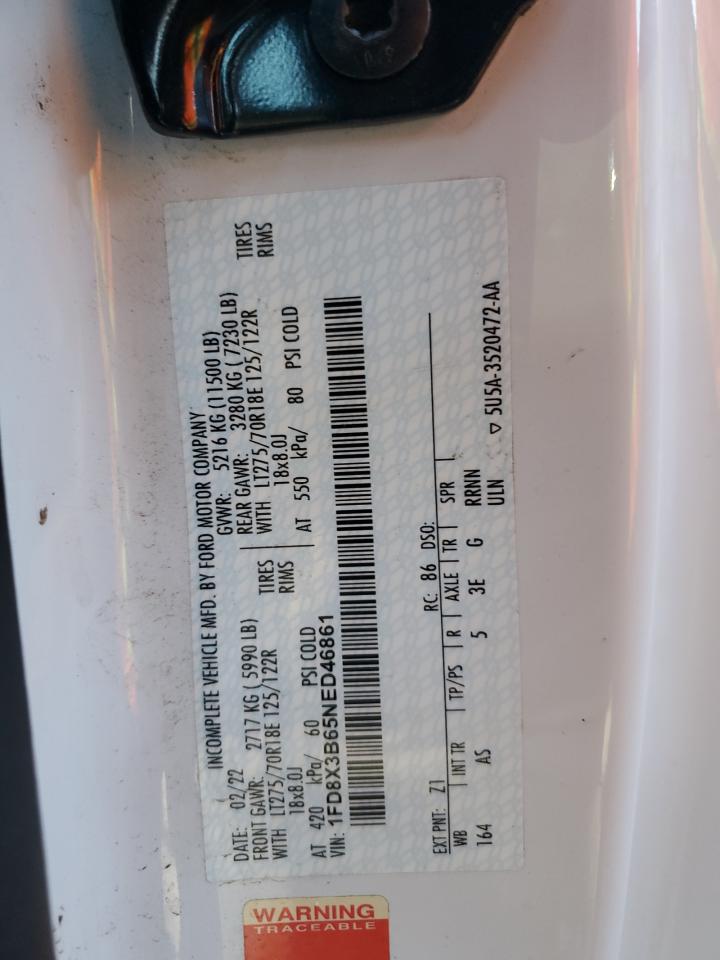 INCOMPLETE VEHICLE MFD. BY FORD MOTOR COMPANY
DATE: 02/22 GVWR: 5216 KG (11500 LB)
FRONT GAWR: 2717 KG ( 5990 LB) REAR GAWR: 3280 KG ( 7230 LB)
WITH LT275/70R18E 125/122R TIRES WITH LT275/70R18E 125/122R TIRES
18x8.0J RIMS 18x8.0J RIMS
AT 420 kPa/ 60 PSI COLD AT 550 kPa/ 80 PSI COLD
VIN: 1FD8X3B65NED46861
EXT PNT: Z1 RC: 86 DSO:
WB INT TR TP/PS R AXLE TR SPR
164 AS 5 3E G RRNN
ULN ▽ 5U5A-3520472-AA
WARNING
TRACEABLE